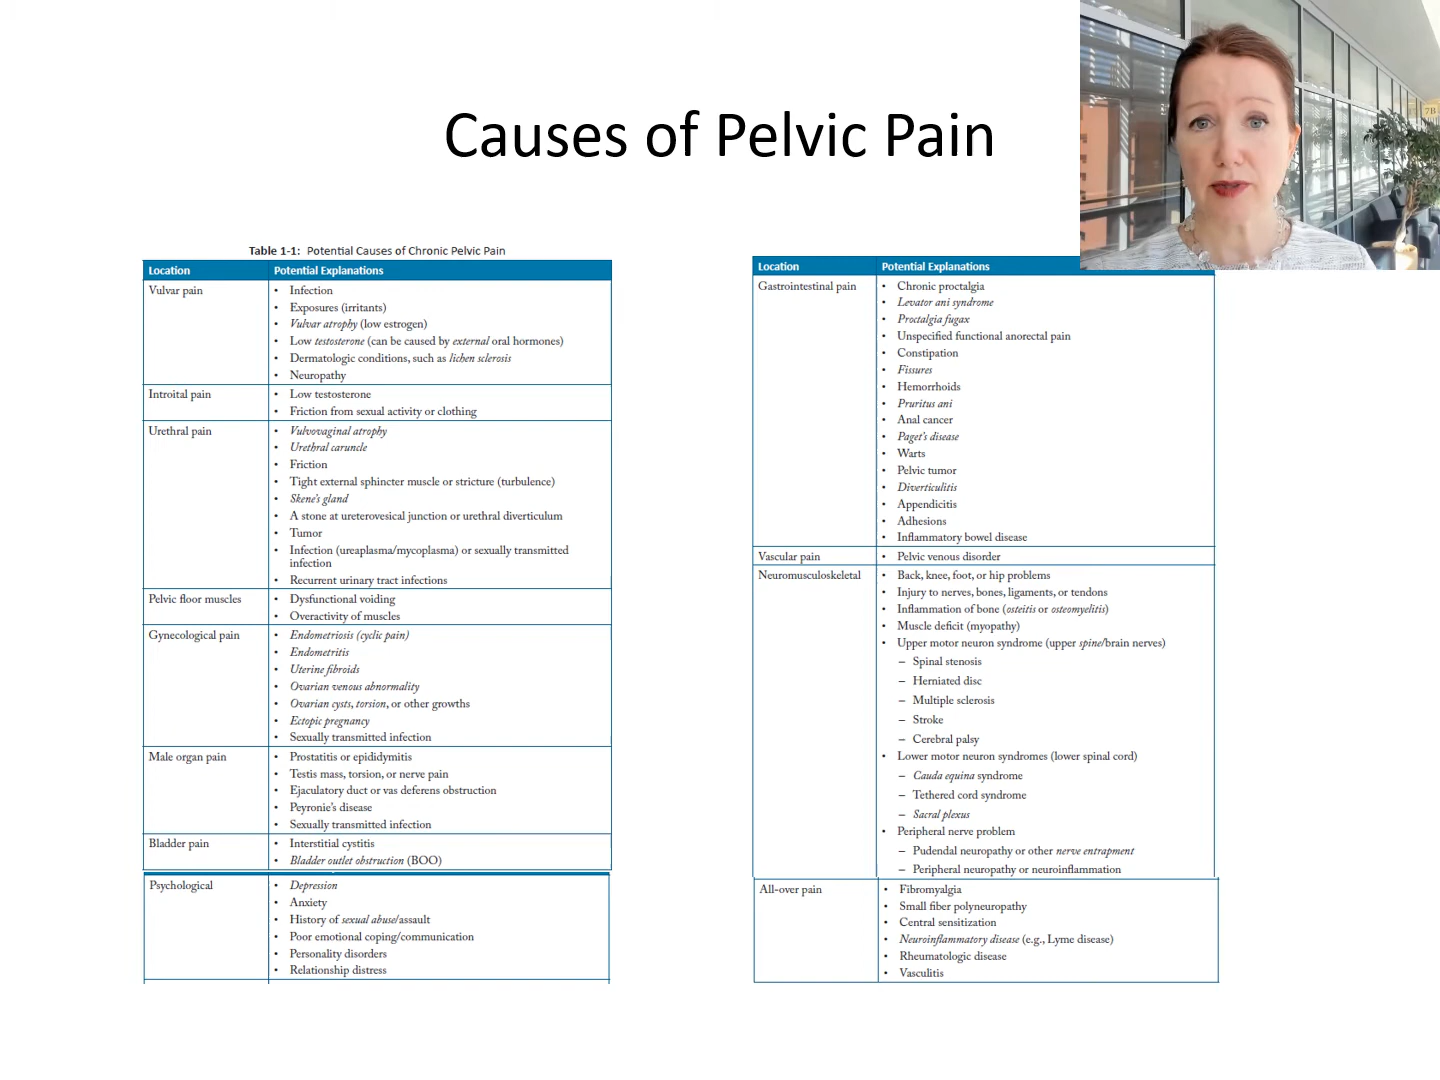 Causes of Pelvic Pain
7B
Table 1-1: Potential Causes of Chronic Pelvic Pain
Location Potential Explanations
Vulvar pain
• Infection
• Exposures (irritants)
• Vulvar atrophy (low estrogen)
• Low testosterone (can be caused by external oral hormones)
• Dermatologic conditions, such as lichen sclerosis
• Neuropathy
Introital pain
• Low testosterone
• Friction from sexual activity or clothing
Urethral pain
• Vulvovaginal atrophy
• Urethral caruncle
• Friction
• Tight external sphincter muscle or stricture (turbulence)
• Skene's gland
• A stone at ureterovesical junction or urethral diverticulum
• Tumor
• Infection (ureaplasma/mycoplasma) or sexually transmitted
infection
• Recurrent urinary tract infections
Pelvic floor muscles
• Dysfunctional voiding
• Overactivity of muscles
Gynecological pain
• Endometriosis (cyclic pain)
• Endometritis
• Uterine fibroids
• Ovarian venous abnormality
• Ovarian cysts, torsion, or other growths
• Ectopic pregnancy
• Sexually transmitted infection
Male organ pain
• Prostatitis or epididymitis
• Testis mass, torsion, or nerve pain
• Ejaculatory duct or vas deferens obstruction
• Peyronie's disease
• Sexually transmitted infection
Bladder pain
• Interstitial cystitis
• Bladder outlet obstruction (BOO)
Psychological
• Depression
• Anxiety
• History of sexual abuse/assault
• Poor emotional coping/communication
• Personality disorders
• Relationship distress
Location Potential Explanations
Gastrointestinal pain
• Chronic proctalgia
• Levator ani syndrome
• Proctalgia fugax
• Unspecified functional anorectal pain
• Constipation
• Fissures
• Hemorrhoids
• Pruritus ani
• Anal cancer
• Paget's disease
• Warts
• Pelvic tumor
• Diverticulitis
• Appendicitis
• Adhesions
• Inflammatory bowel disease
Vascular pain
• Pelvic venous disorder
Neuromusculoskeletal
• Back, knee, foot, or hip problems
• Injury to nerves, bones, ligaments, or tendons
• Inflammation of bone (osteitis or osteomyelitis)
• Muscle deficit (myopathy)
• Upper motor neuron syndrome (upper spine/brain nerves)
– Spinal stenosis
– Herniated disc
– Multiple sclerosis
– Stroke
– Cerebral palsy
• Lower motor neuron syndromes (lower spinal cord)
– Cauda equina syndrome
– Tethered cord syndrome
– Sacral plexus
• Peripheral nerve problem
– Pudendal neuropathy or other nerve entrapment
– Peripheral neuropathy or neuroinflammation
All-over pain
• Fibromyalgia
• Small fiber polyneuropathy
• Central sensitization
• Neuroinflammatory disease (e.g., Lyme disease)
• Rheumatologic disease
• Vasculitis